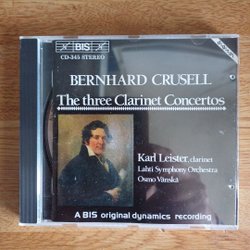 BIS
CD-345 STEREO
BERNHARD CRUSELL
The three Clarinet Concertos
Karl Leister, clarinet
Lahti Symphony Orchestra
Osmo Vänskä
A BIS original dynamics recording